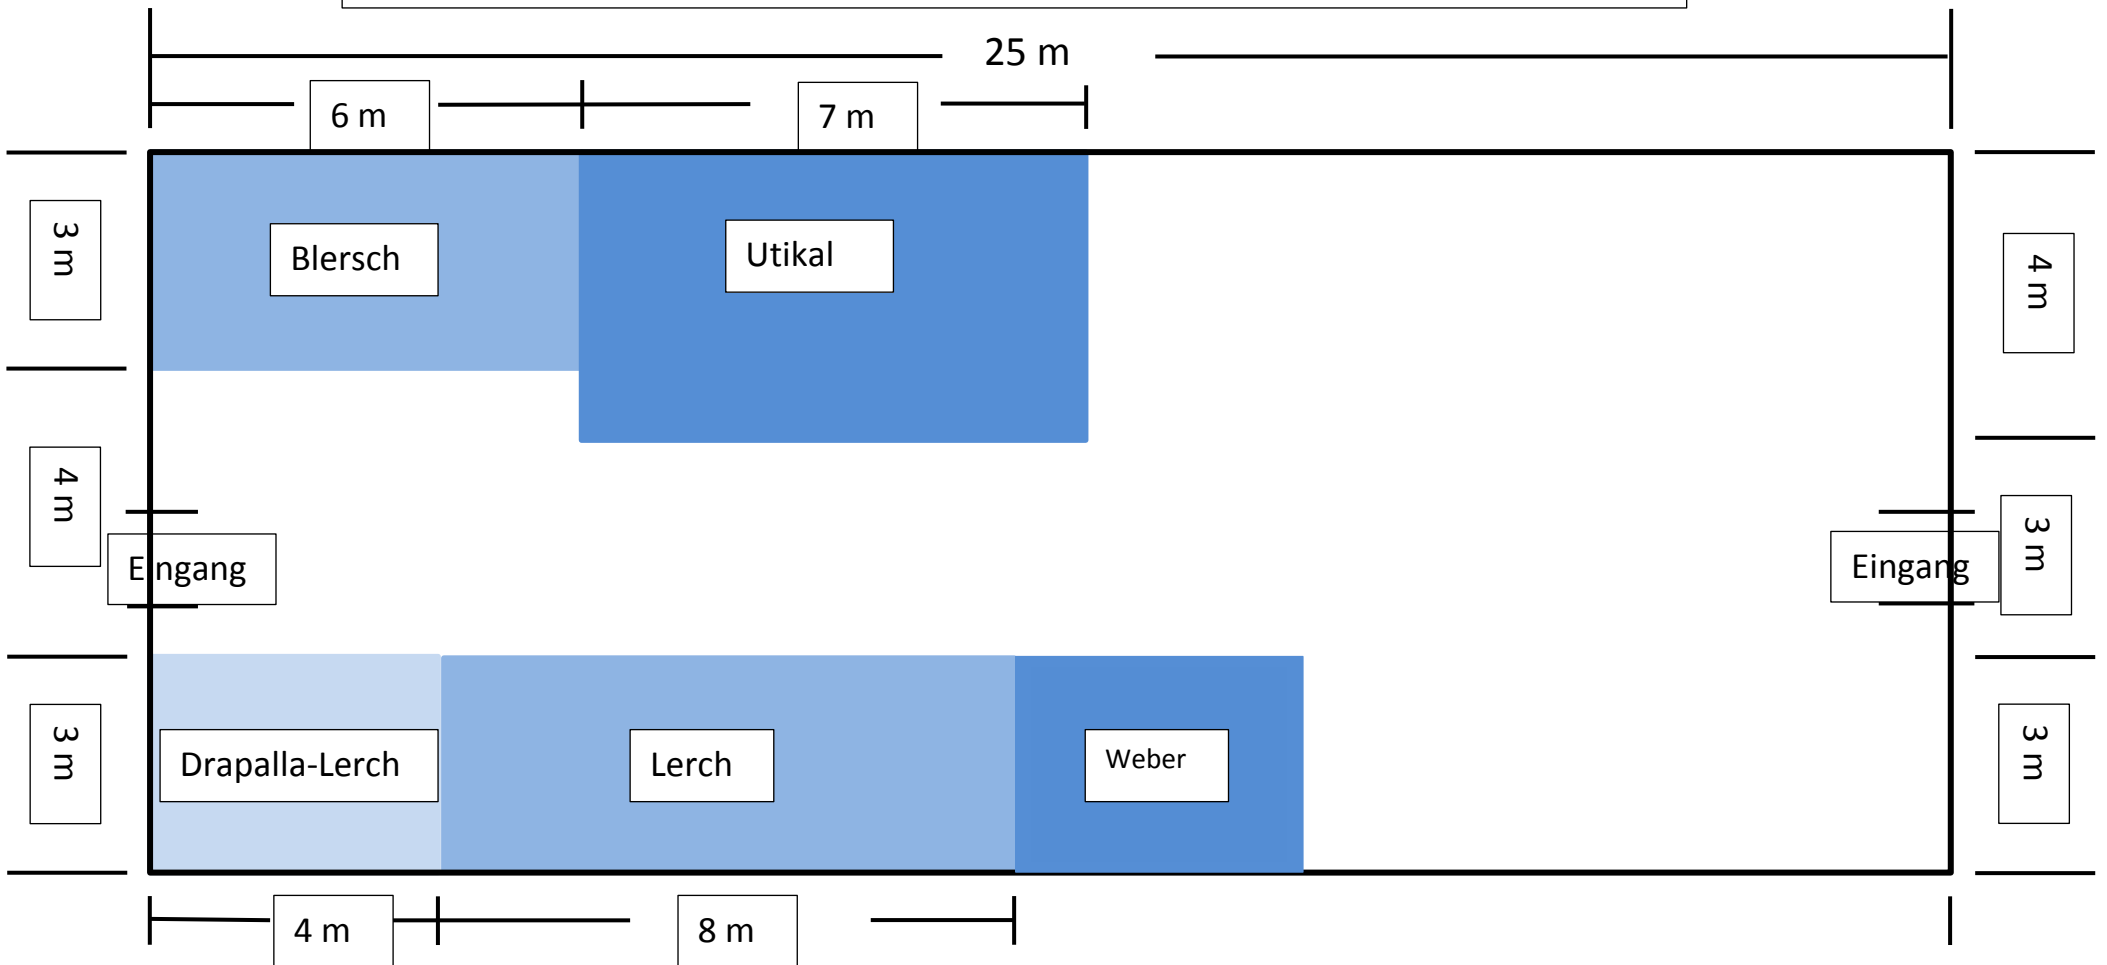 25 m
6 m
7 m
3 m
Blersch
Utikal
4 m
4 m
Eingang
Eingang
3 m
3 m
Drapalla-Lerch
Lerch
Weber
3 m
4 m
8 m